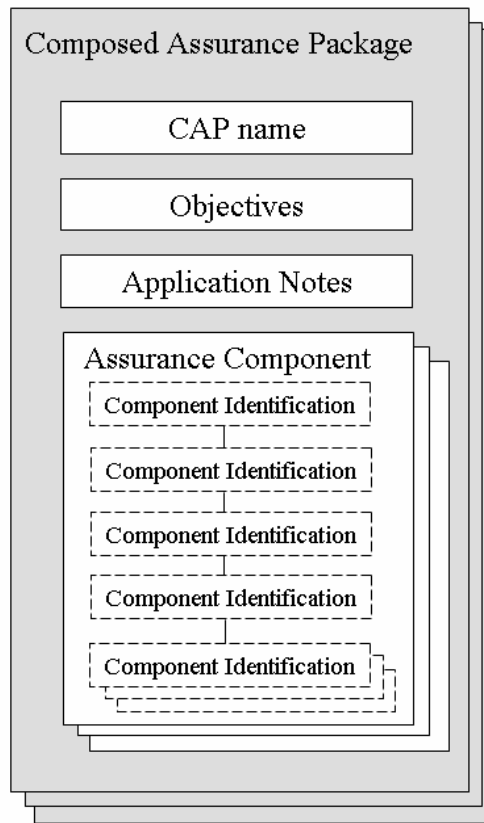 Composed Assurance Package
CAP name
Objectives
Application Notes
Assurance Component
Component Identification
Component Identification
Component Identification
Component Identification
Component Identification